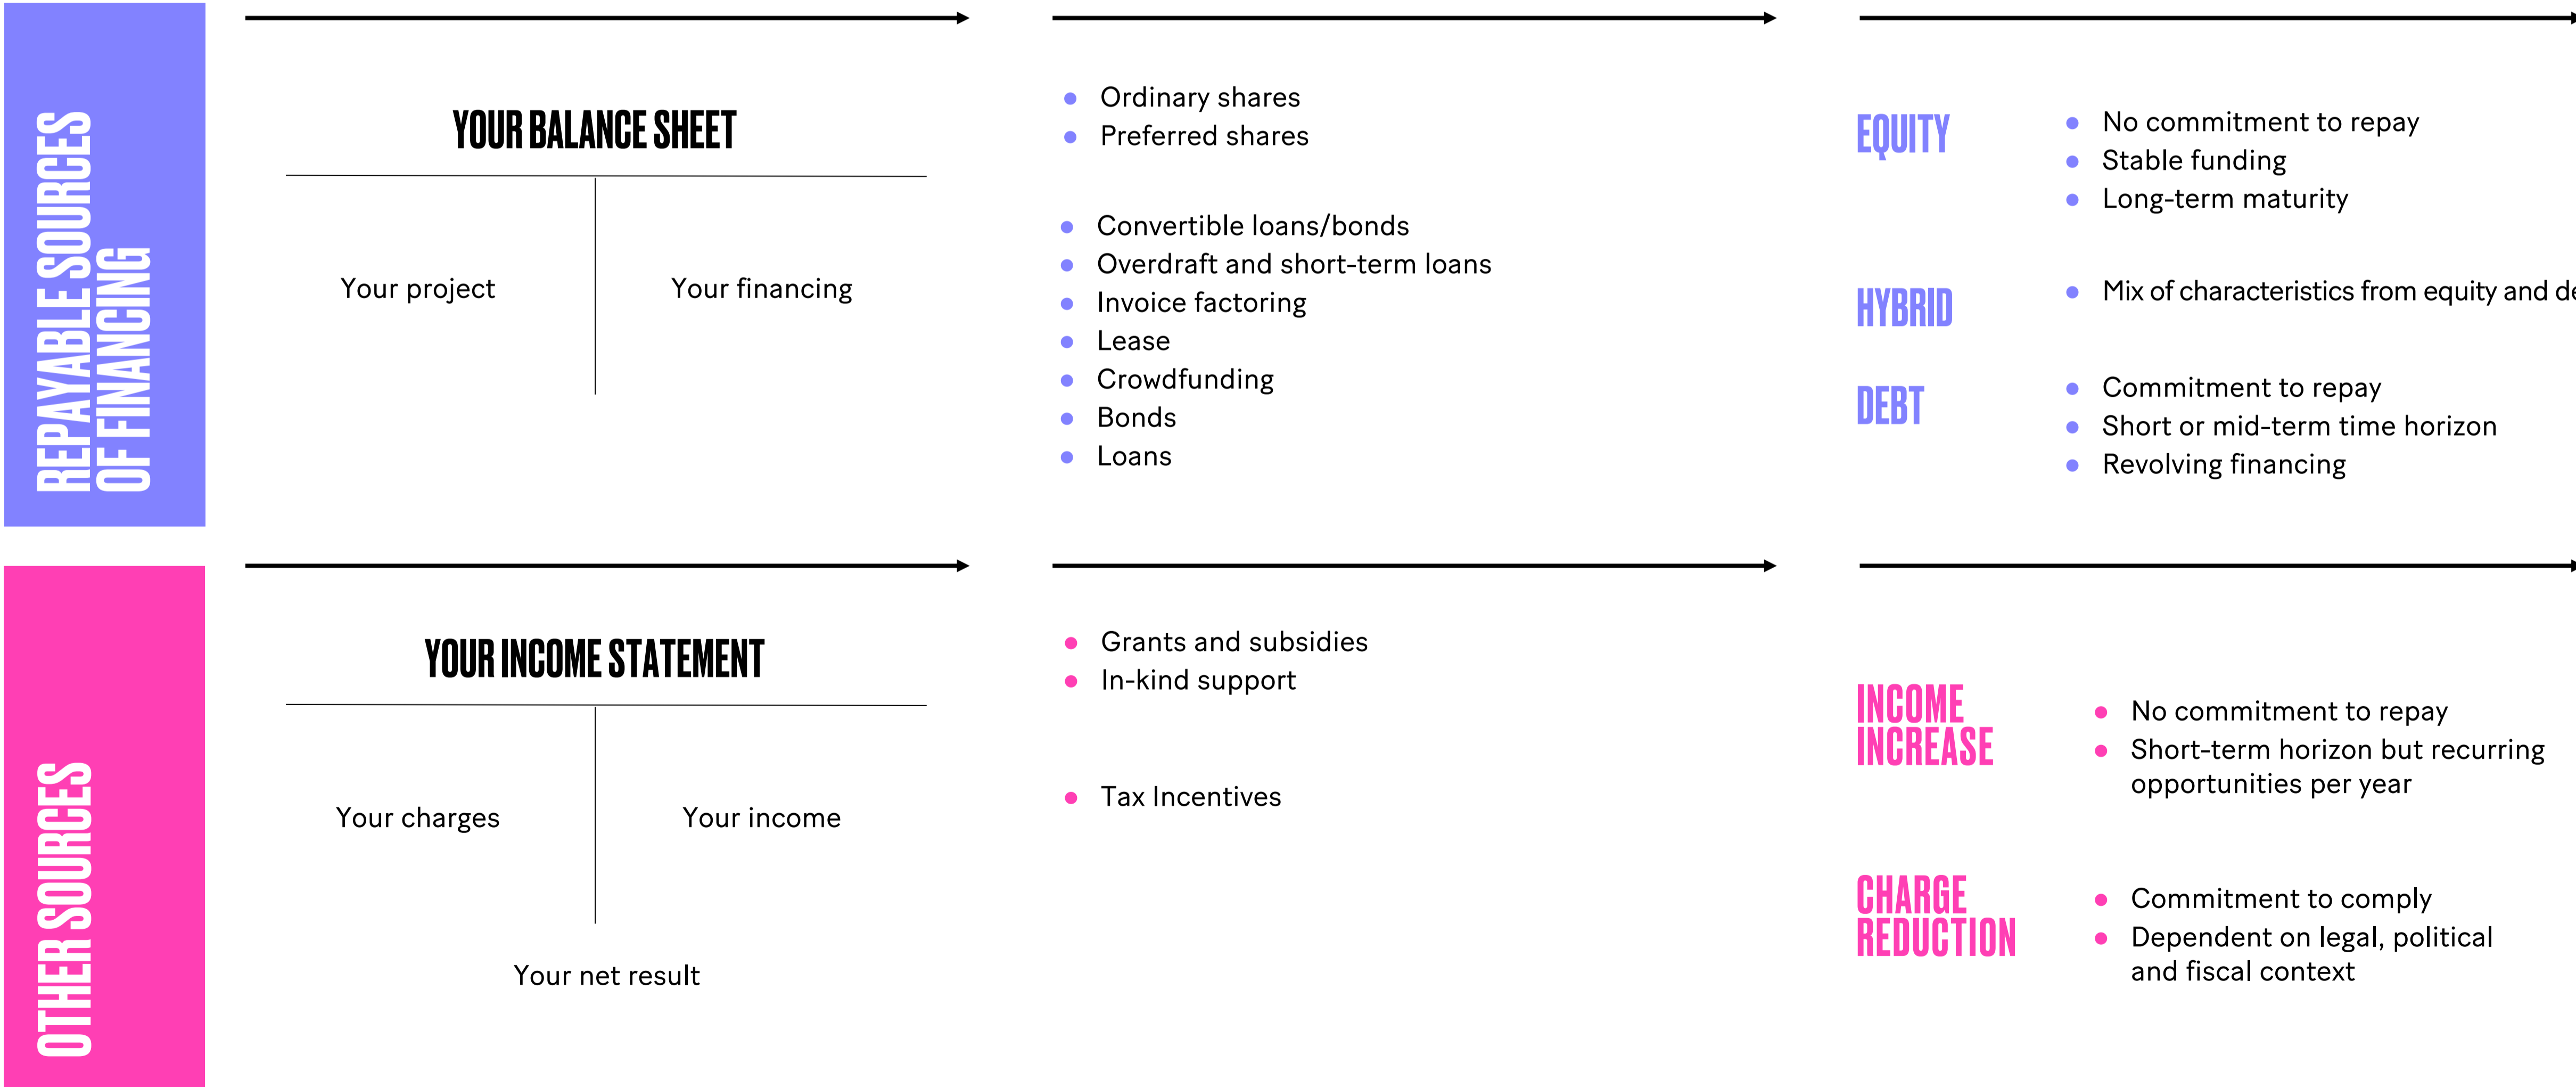 REPAYABLE SOURCES
OF FINANCING
YOUR BALANCE SHEET
Your project
Your financing
Ordinary shares
Preferred shares
Convertible loans/bonds
Overdraft and short-term loans
Invoice factoring
Lease
Crowdfunding
Bonds
Loans
EQUITY
No commitment to repay
Stable funding
Long-term maturity
HYBRID
Mix of characteristics from equity and
DEBT
Commitment to repay
Short or mid-term time horizon
Revolving financing
OTHER SOURCES
YOUR INCOME STATEMENT
Your charges
Your income
Your net result
Grants and subsidies
In-kind support
Tax Incentives
INCOME
INCREASE
No commitment to repay
Short-term horizon but recurring
opportunities per year
CHARGE
REDUCTION
Commitment to comply
Dependent on legal, political
and fiscal context